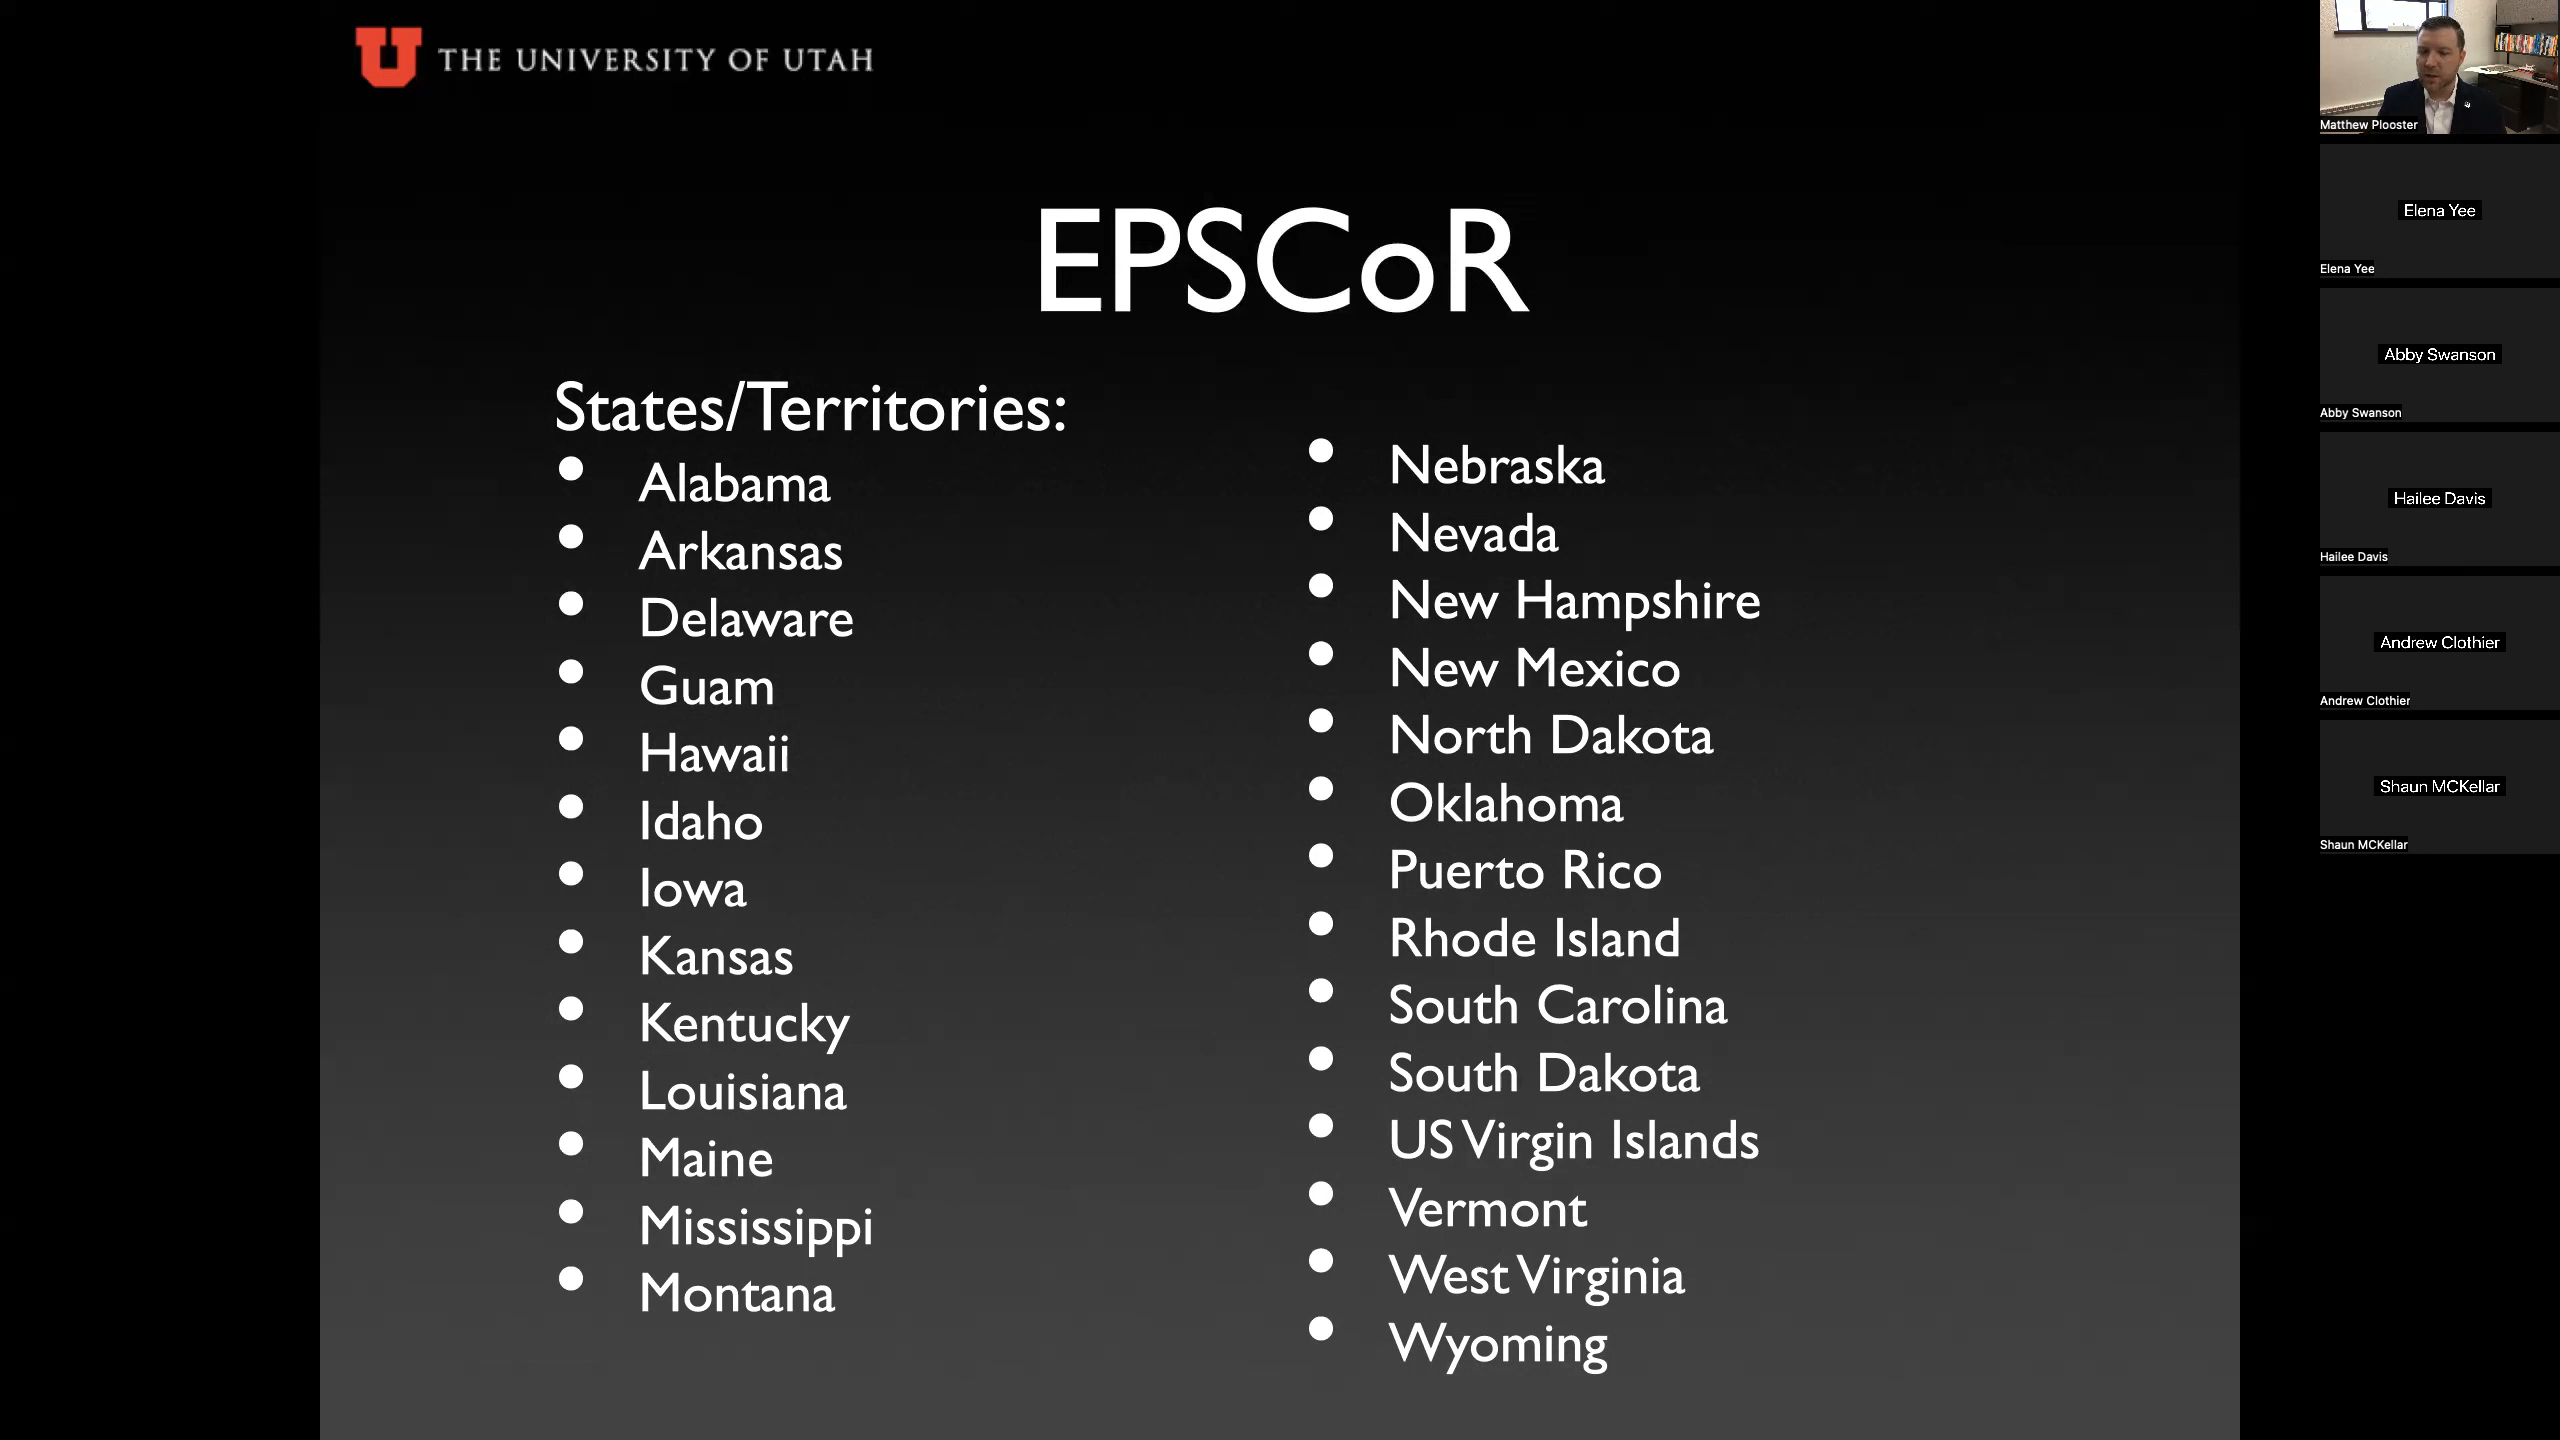 THE UNIVERSITY OF UTAH
EPSCoR
States/Territories:
Alabama
Arkansas
Delaware
Guam
Hawaii
Idaho
Iowa
Kansas
Kentucky
Louisiana
Maine
Mississippi
Montana
Nebraska
Nevada
New Hampshire
New Mexico
North Dakota
Oklahoma
Puerto Rico
Rhode Island
South Carolina
South Dakota
US Virgin Islands
Vermont
West Virginia
Wyoming
Matthew Plooster
Elena Yee
Elena Yee
Abby Swanson
Abby Swanson
Hailee Davis
Hailee Davis
Andrew Clothier
Andrew Clothier
Shaun MCKellar
Shaun MCKellar